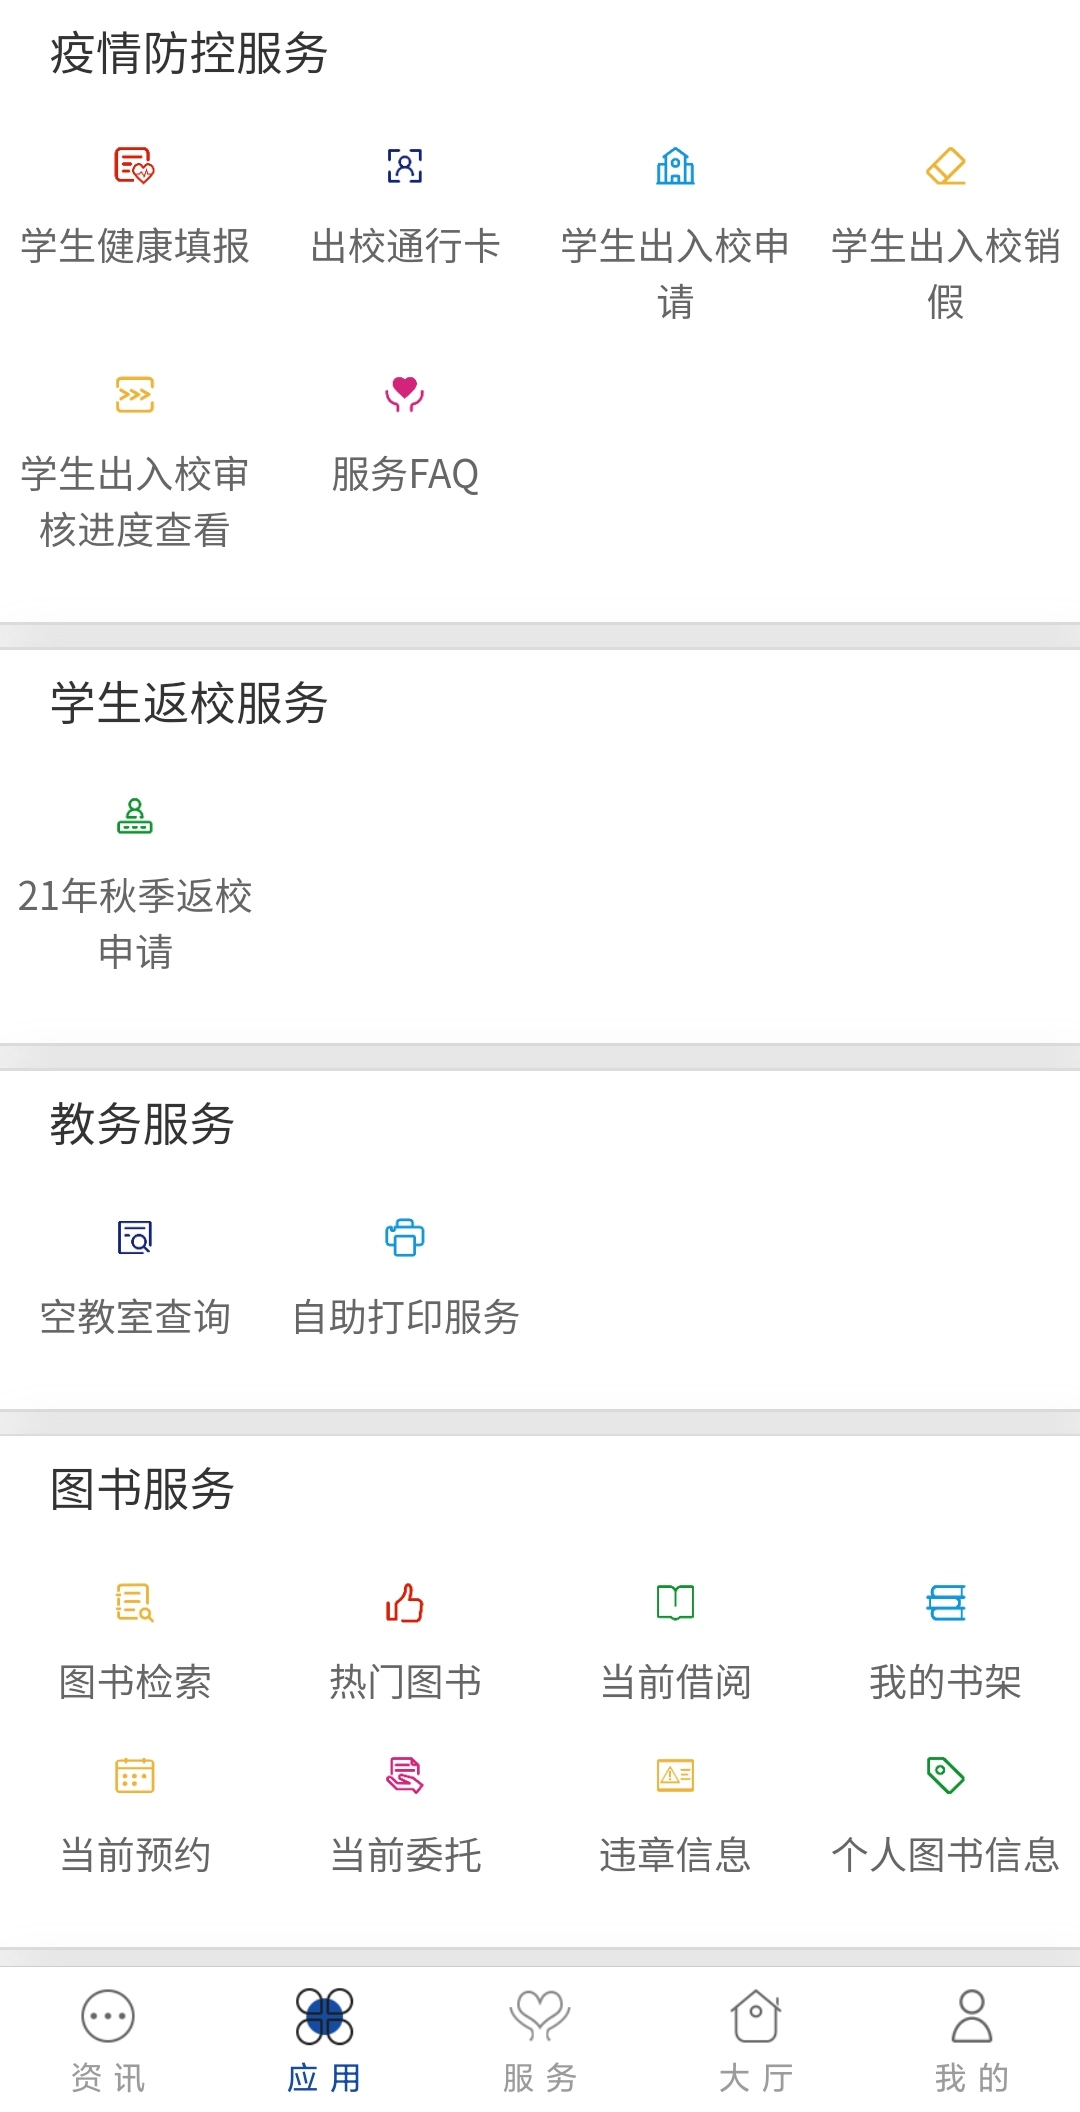 疫情防控服务
学生健康填报
出校通行卡
学生出入校申
请
学生出入校销
假
学生出入校审
核进度查看
服务FAQ
学生返校服务
21年秋季返校
申请
教务服务
空教室查询
自助打印服务
图书服务
图书检索
热门图书
当前借阅
我的书架
当前预约
当前委托
违章信息
个人图书信息
资讯
应用
服务
大厅
我的